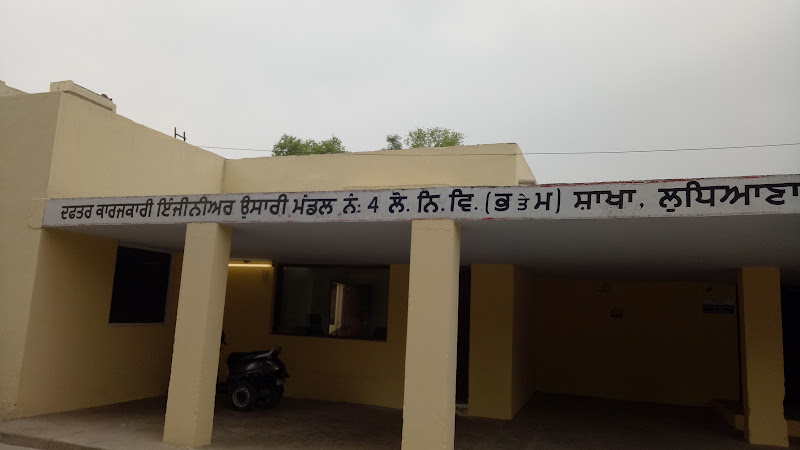 ਦਫਤਰ ਕਾਰਜਕਾਰੀ ਇੰਜੀਨੀਅਰ ਉਸਾਰੀ ਮੰਡਲ ਨੰ: 4 ਲੋ. ਨਿ. ਵਿ. (ਭ ਤੇ ਮ) ਸ਼ਾਖਾ, ਲੁਧਿਆਣਾ